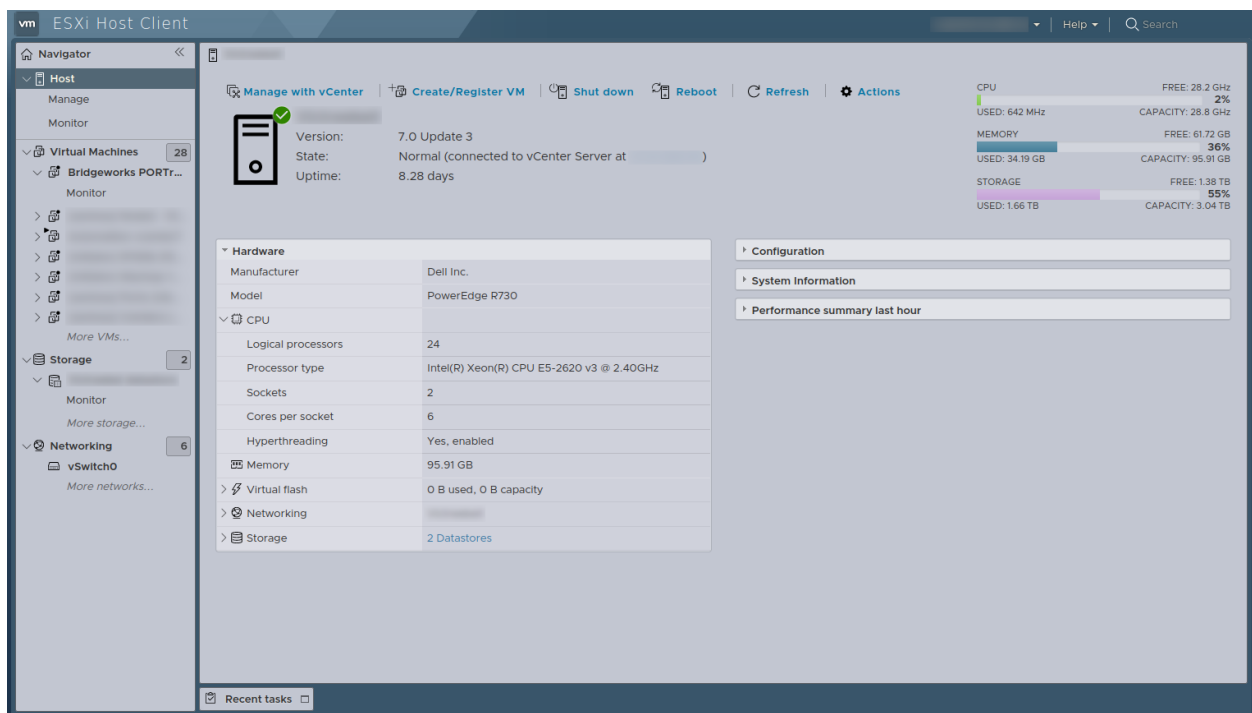 vm ESXi Host Client
Help
Search
Navigator
Host
Manage
Monitor
Virtual Machines 28
Bridgeworks PORTr...
Monitor
More VMs...
Storage 2
Monitor
More storage...
Networking 6
vSwitch0
More networks...
Manage with vCenter
Create/Register VM
Shut down
Reboot
Refresh
Actions
Version: 7.0 Update 3
State: Normal (connected to vCenter Server at )
Uptime: 8.28 days
CPU FREE: 28.2 GHz
2%
USED: 642 MHz CAPACITY: 28.8 GHz
MEMORY FREE: 61.72 GB
36%
USED: 34.19 GB CAPACITY: 95.91 GB
STORAGE FREE: 1.38 TB
55%
USED: 1.66 TB CAPACITY: 3.04 TB
Hardware
Manufacturer Dell Inc.
Model PowerEdge R730
CPU
Logical processors 24
Processor type Intel(R) Xeon(R) CPU E5-2620 v3 @ 2.40GHz
Sockets 2
Cores per socket 6
Hyperthreading Yes, enabled
Memory 95.91 GB
Virtual flash 0 B used, 0 B capacity
Networking
Storage 2 Datastores
Configuration
System Information
Performance summary last hour
Recent tasks